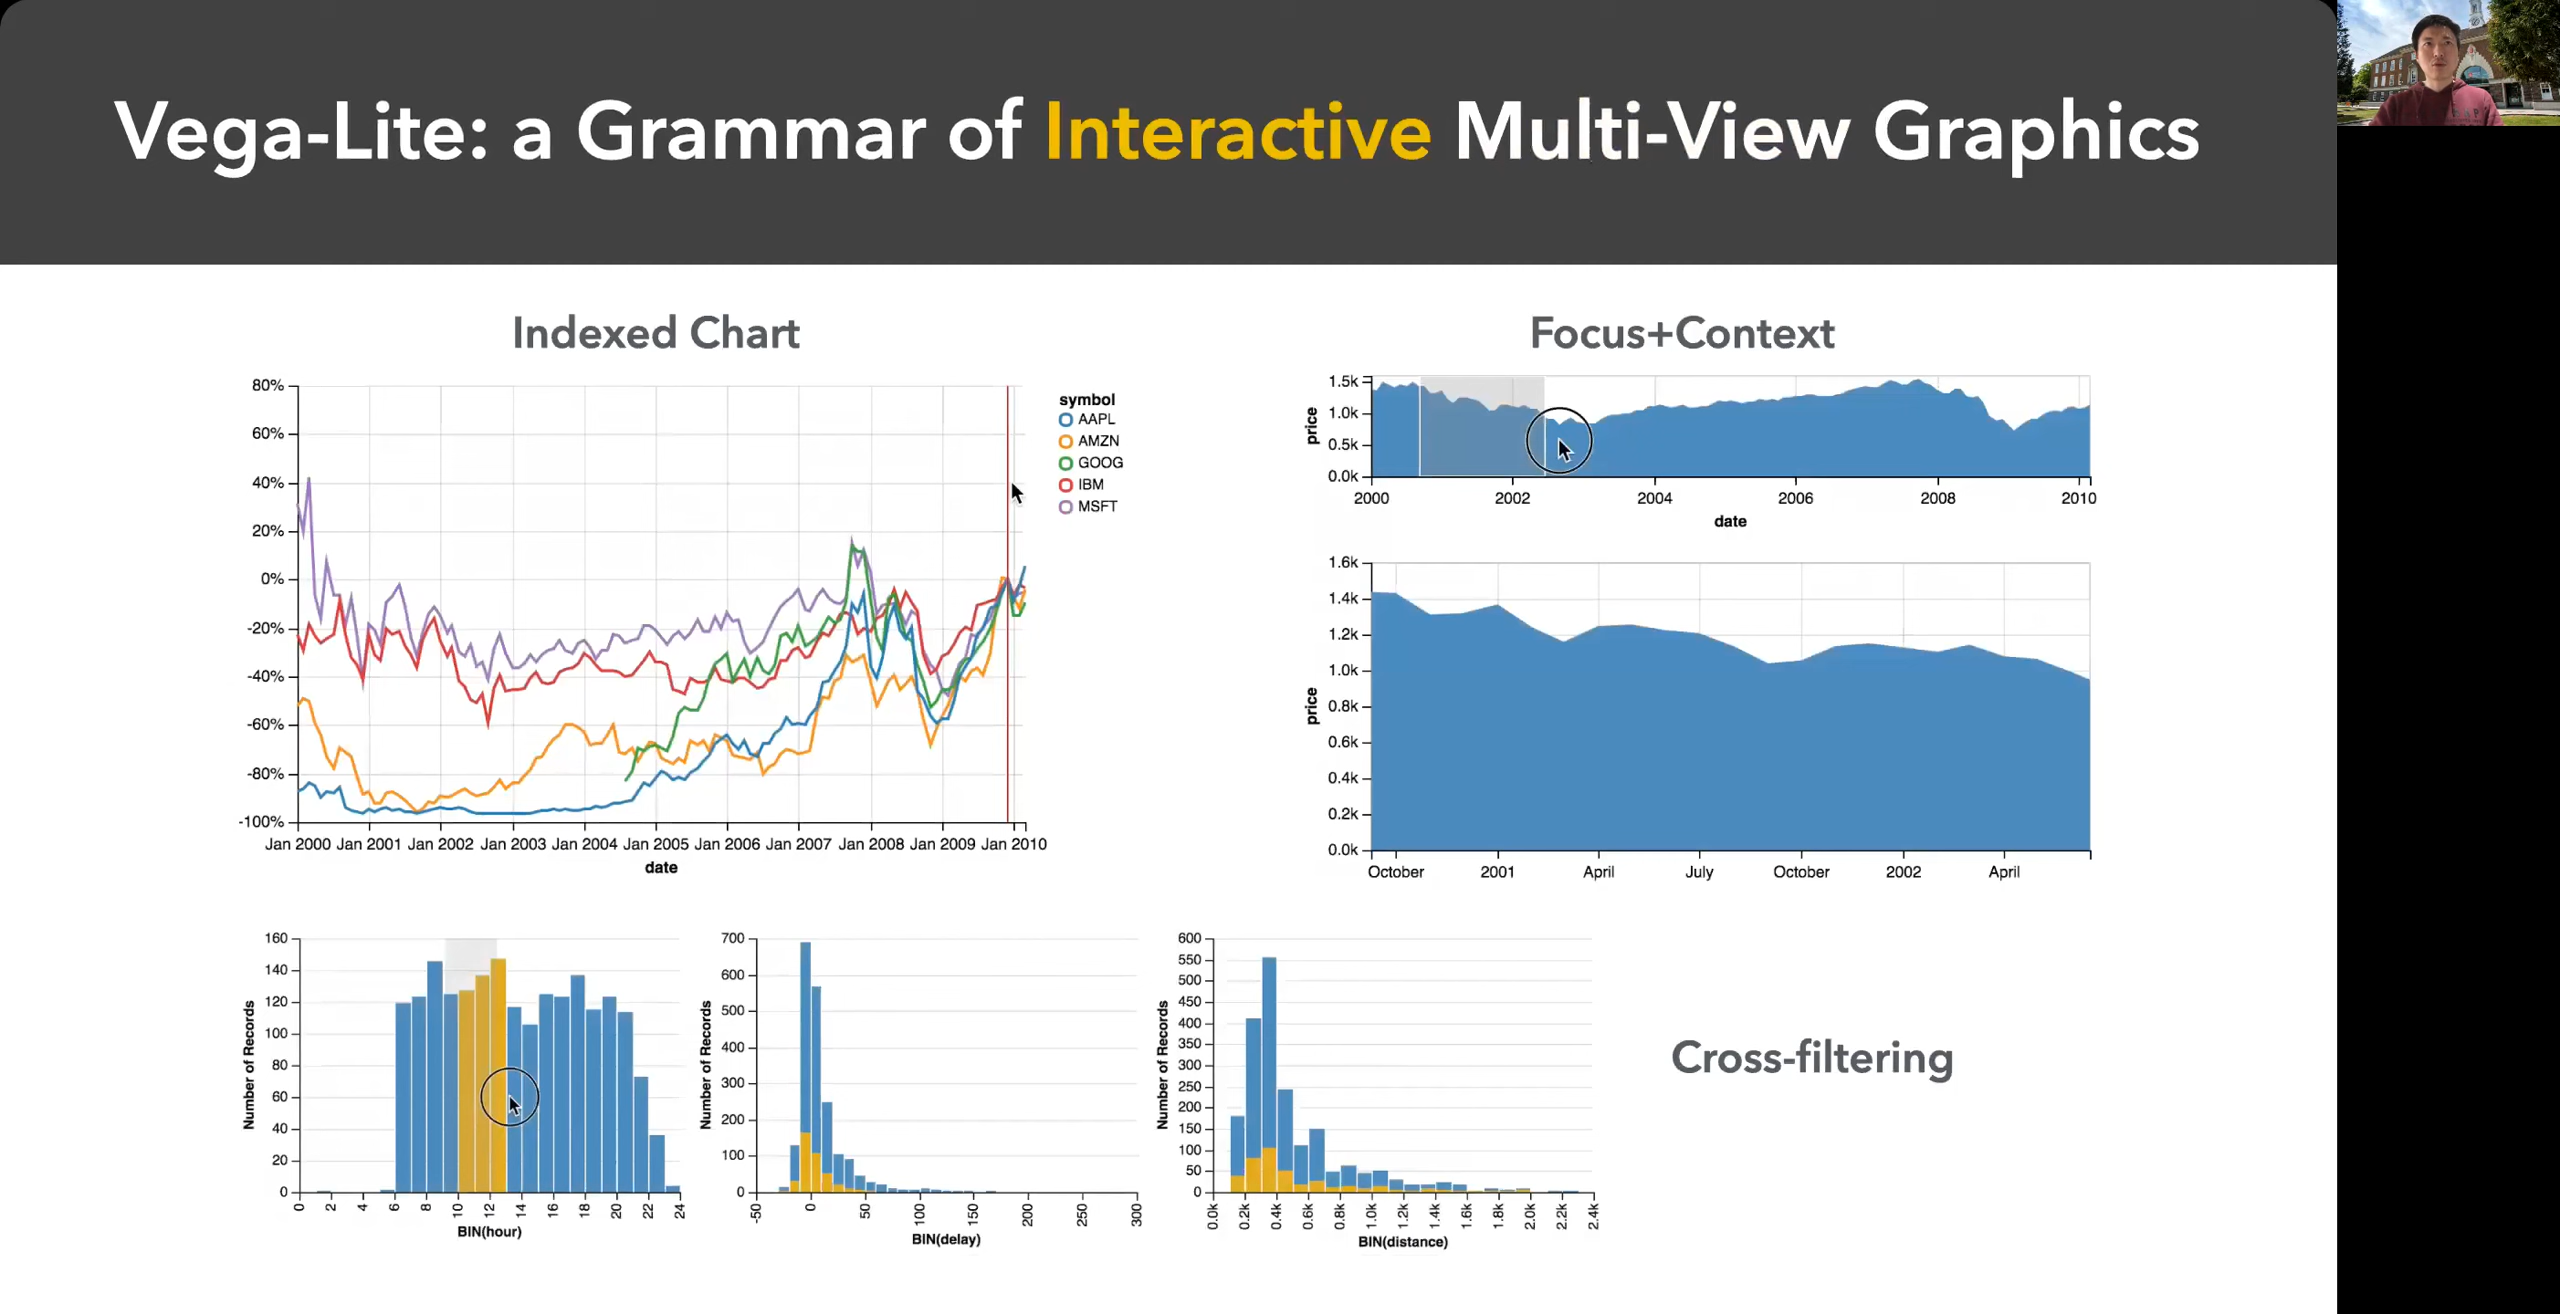 Vega-Lite: a Grammar of Interactive Multi-View Graphics
Indexed Chart
80%
60%
40%
20%
0%
-20%
-40%
-60%
-80%
-100%
Jan 2000 Jan 2001 Jan 2002 Jan 2003 Jan 2004 Jan 2005 Jan 2006 Jan 2007 Jan 2008 Jan 2009 Jan 2010
date
symbol
AAPL
AMZN
GOOG
IBM
MSFT
Focus+Context
price
1.5k
1.0k
0.5k
0.0k
2000 2002 2004 2006 2008 2010
date
price
1.6k
1.4k
1.2k
1.0k
0.8k
0.6k
0.4k
0.2k
0.0k
October 2001 April July October 2002 April
Number of Records
160
140
120
100
80
60
40
20
0
0 2 4 6 8 10 12 14 16 18 20 22 24
BIN(hour)
Number of Records
700
600
500
400
300
200
100
0
-50 0 50 100 150 200 250 300
BIN(delay)
Number of Records
600
550
500
450
400
350
300
250
200
150
100
50
0
0.0k 0.2k 0.4k 0.6k 0.8k 1.0k 1.2k 1.4k 1.6k 1.8k 2.0k 2.2k 2.4k
BIN(distance)
Cross-filtering